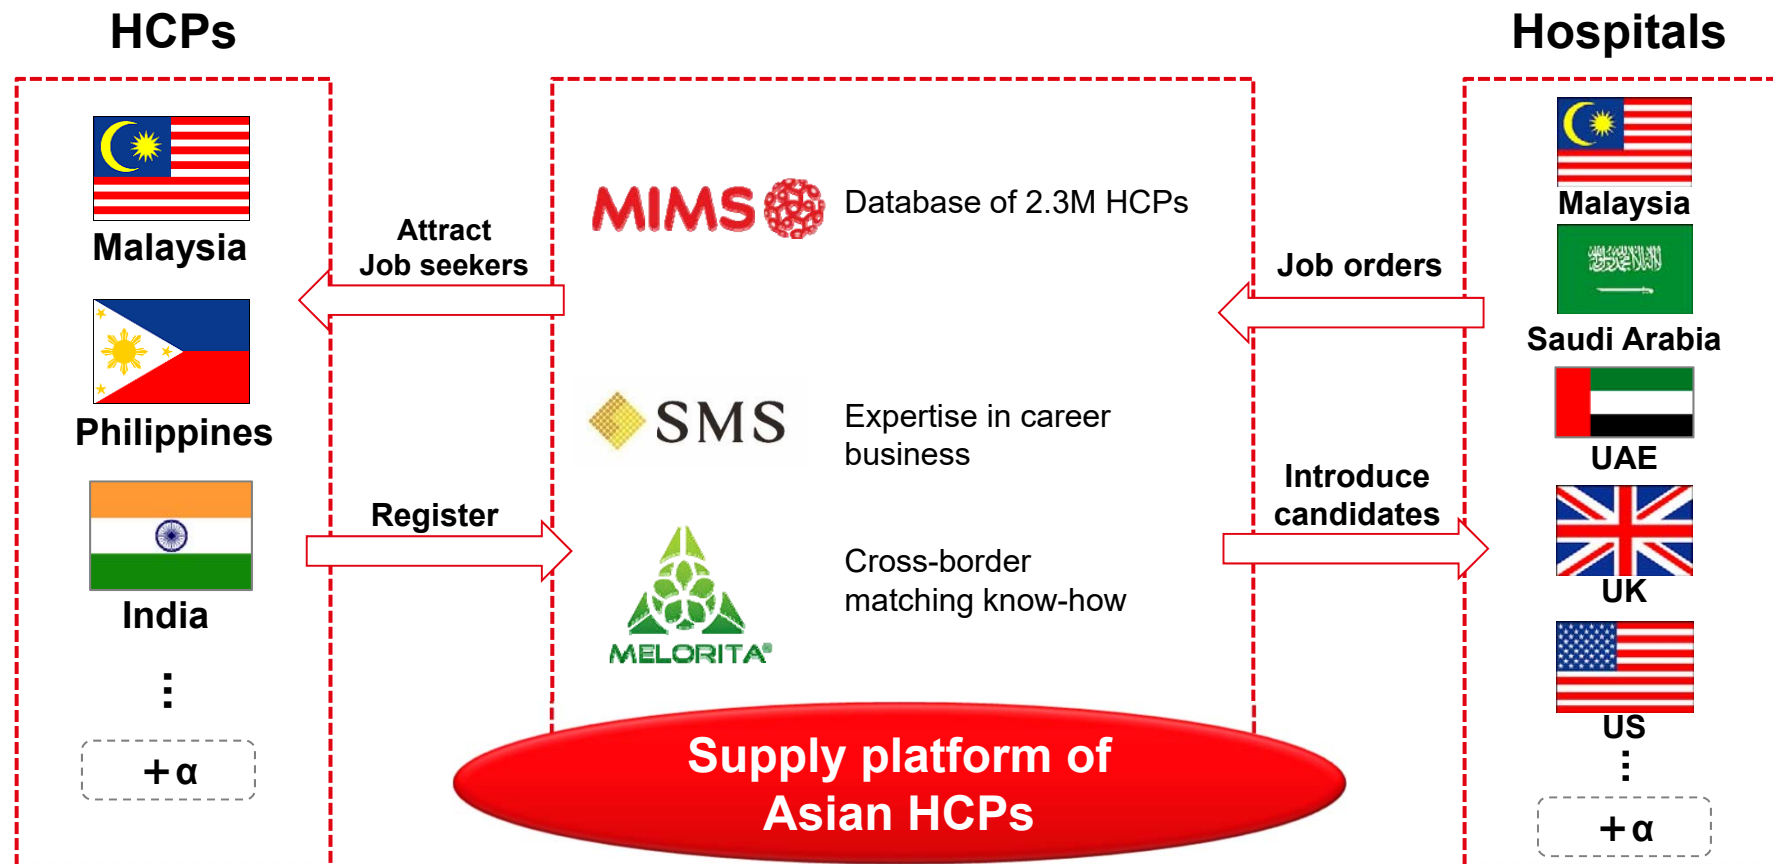 HCPs
Hospitals
Malaysia
Philippines
India
⋮
+α
Attract
Job seekers
Register
MIMS
Database of 2.3M HCPs
SMS
Expertise in career
business
MELORITA®
Cross-border
matching know-how
Supply platform of
Asian HCPs
Job orders
Introduce
candidates
Malaysia
Saudi Arabia
UAE
UK
US
⋮
+α